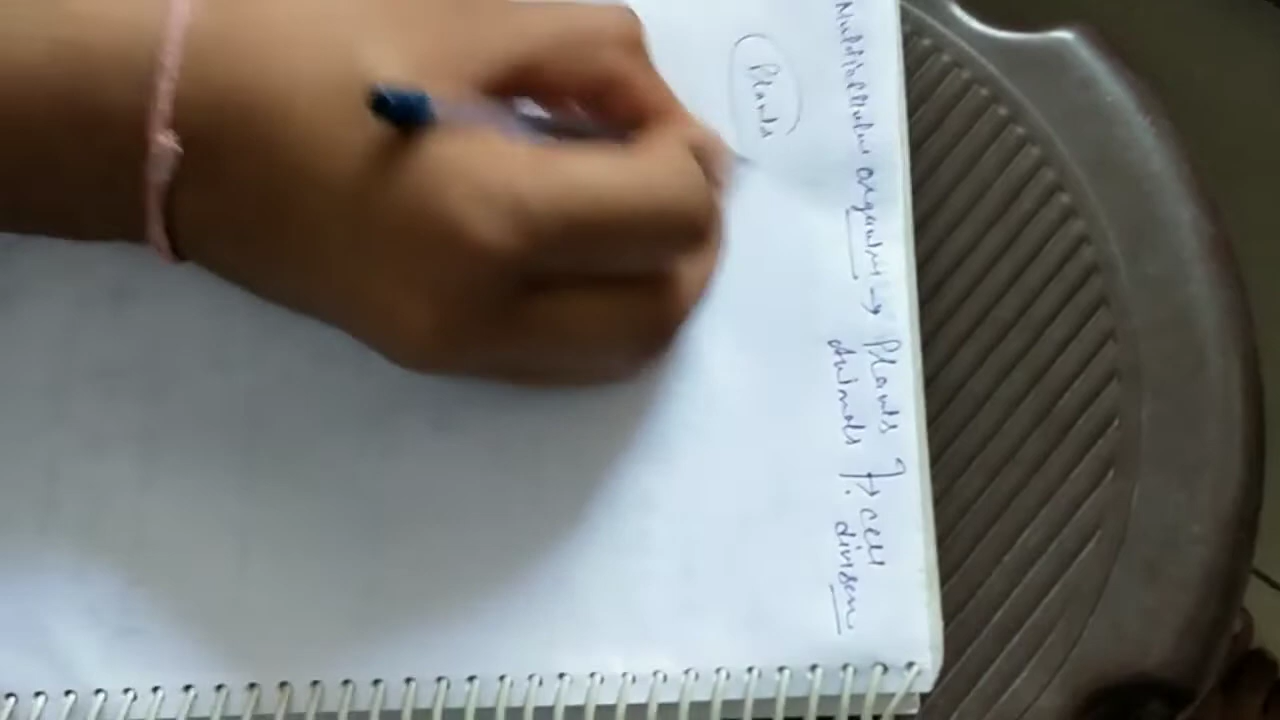 Multicellular organism → Plants
Animals } → cell
division
Plants